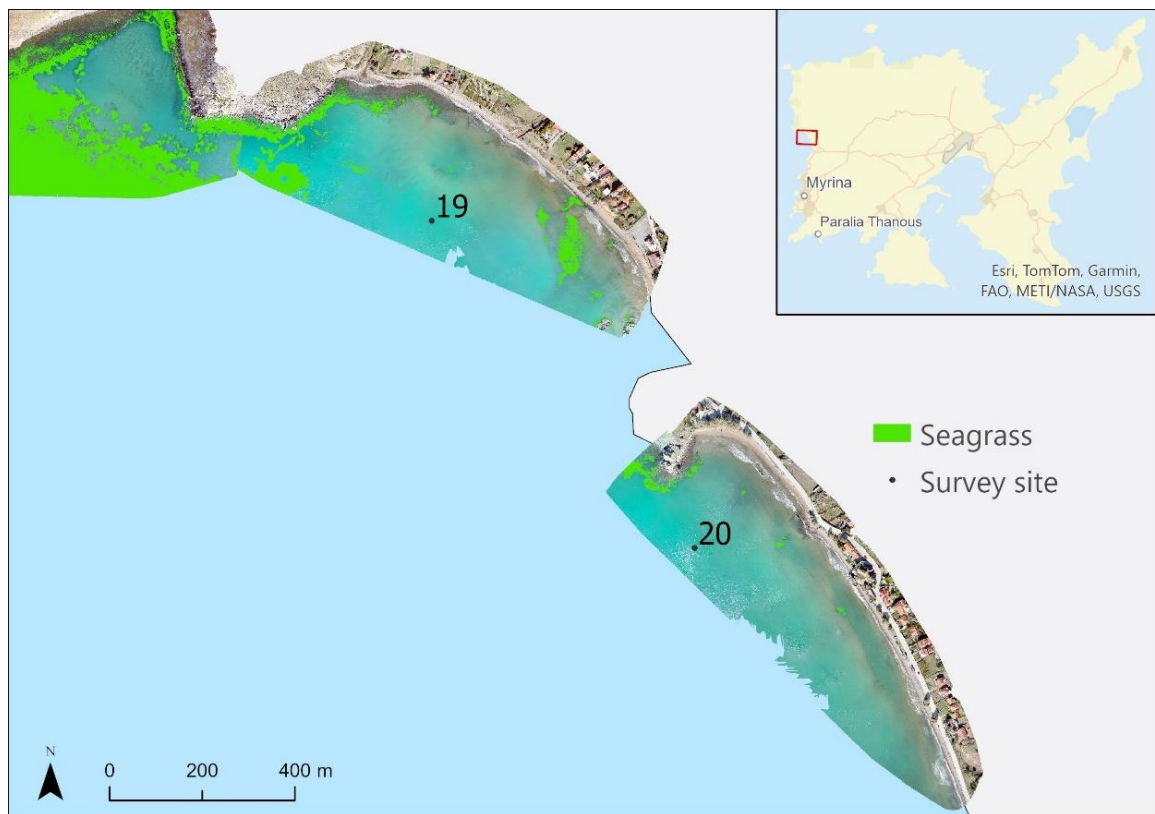 Myrina
Paralia Thanous
Esri, TomTom, Garmin,
FAO, METI/NASA, USGS
19
20
Seagrass
Survey site
N
0 200 400 m